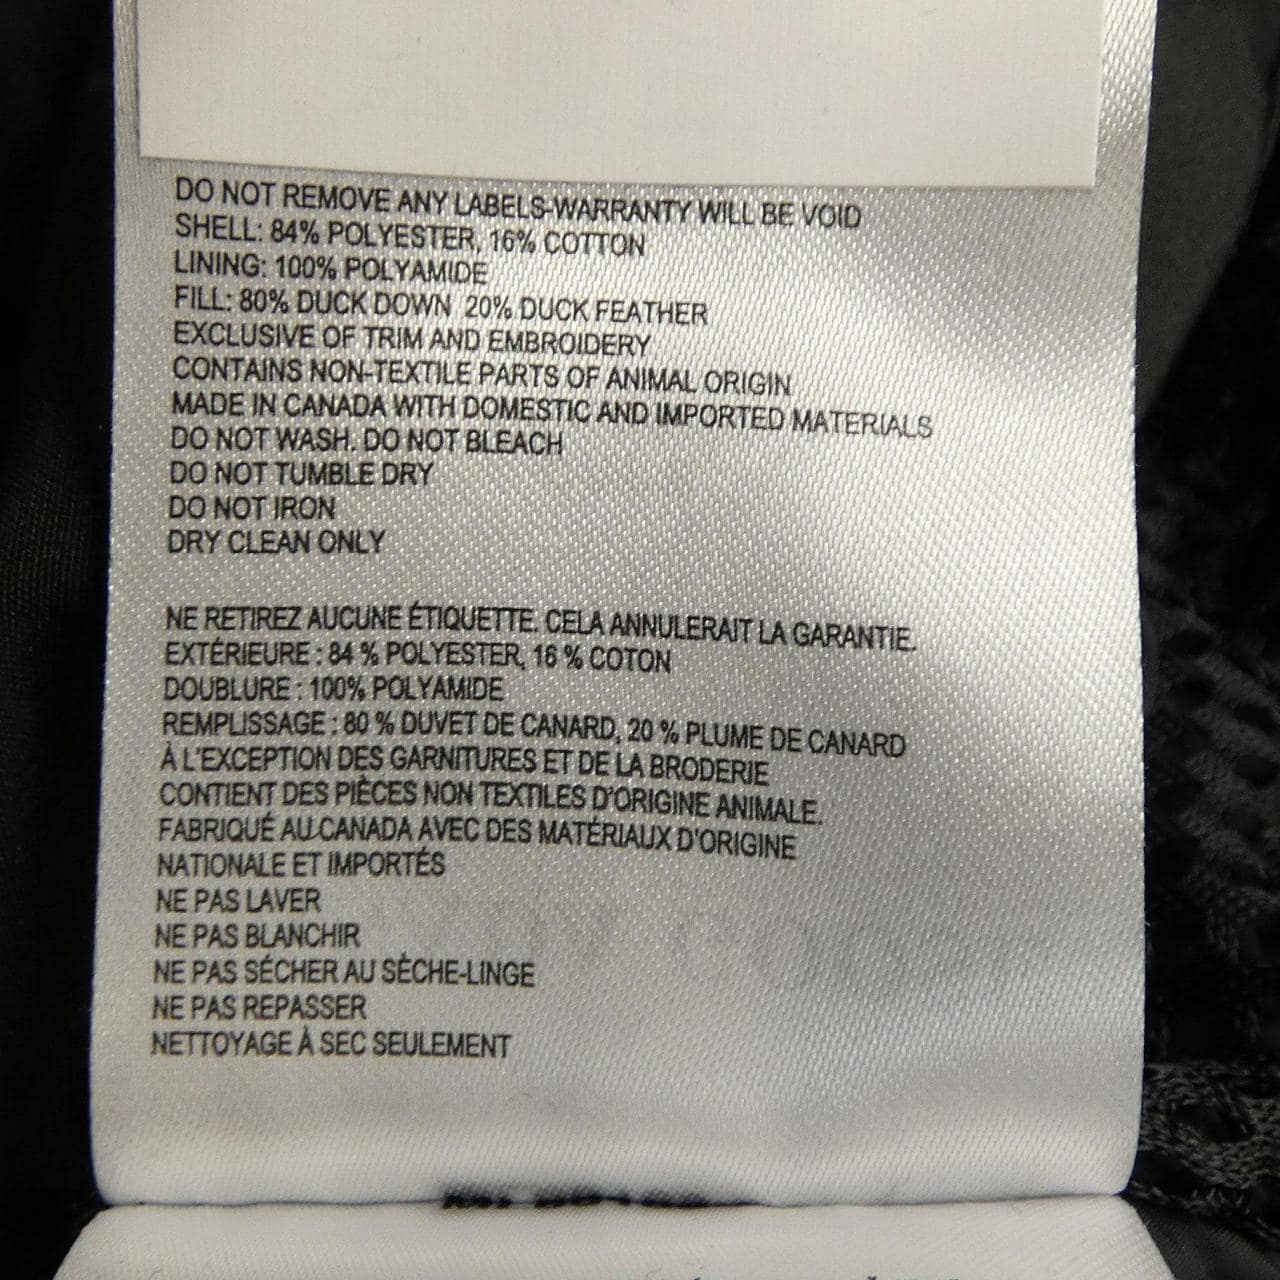 DO NOT REMOVE ANY LABELS-WARRANTY WILL BE VOID
SHELL: 84% POLYESTER, 16% COTTON
LINING: 100% POLYAMIDE
FILL: 80% DUCK DOWN 20% DUCK FEATHER
EXCLUSIVE OF TRIM AND EMBROIDERY
CONTAINS NON-TEXTILE PARTS OF ANIMAL ORIGIN
MADE IN CANADA WITH DOMESTIC AND IMPORTED MATERIALS
DO NOT WASH. DO NOT BLEACH
DO NOT TUMBLE DRY
DO NOT IRON
DRY CLEAN ONLY
NE RETIREZ AUCUNE ÉTIQUETTE. CELA ANNULERAIT LA GARANTIE.
EXTÉRIEURE : 84 % POLYESTER, 16 % COTON
DOUBLURE : 100% POLYAMIDE
REMPLISSAGE : 80 % DUVET DE CANARD, 20 % PLUME DE CANARD
À L'EXCEPTION DES GARNITURES ET DE LA BRODERIE
CONTIENT DES PIÈCES NON TEXTILES D'ORIGINE ANIMALE.
FABRIQUÉ AU CANADA AVEC DES MATÉRIAUX D'ORIGINE
NATIONALE ET IMPORTÉS
NE PAS LAVER
NE PAS BLANCHIR
NE PAS SÉCHER AU SÈCHE-LINGE
NE PAS REPASSER
NETTOYAGE À SEC SEULEMENT